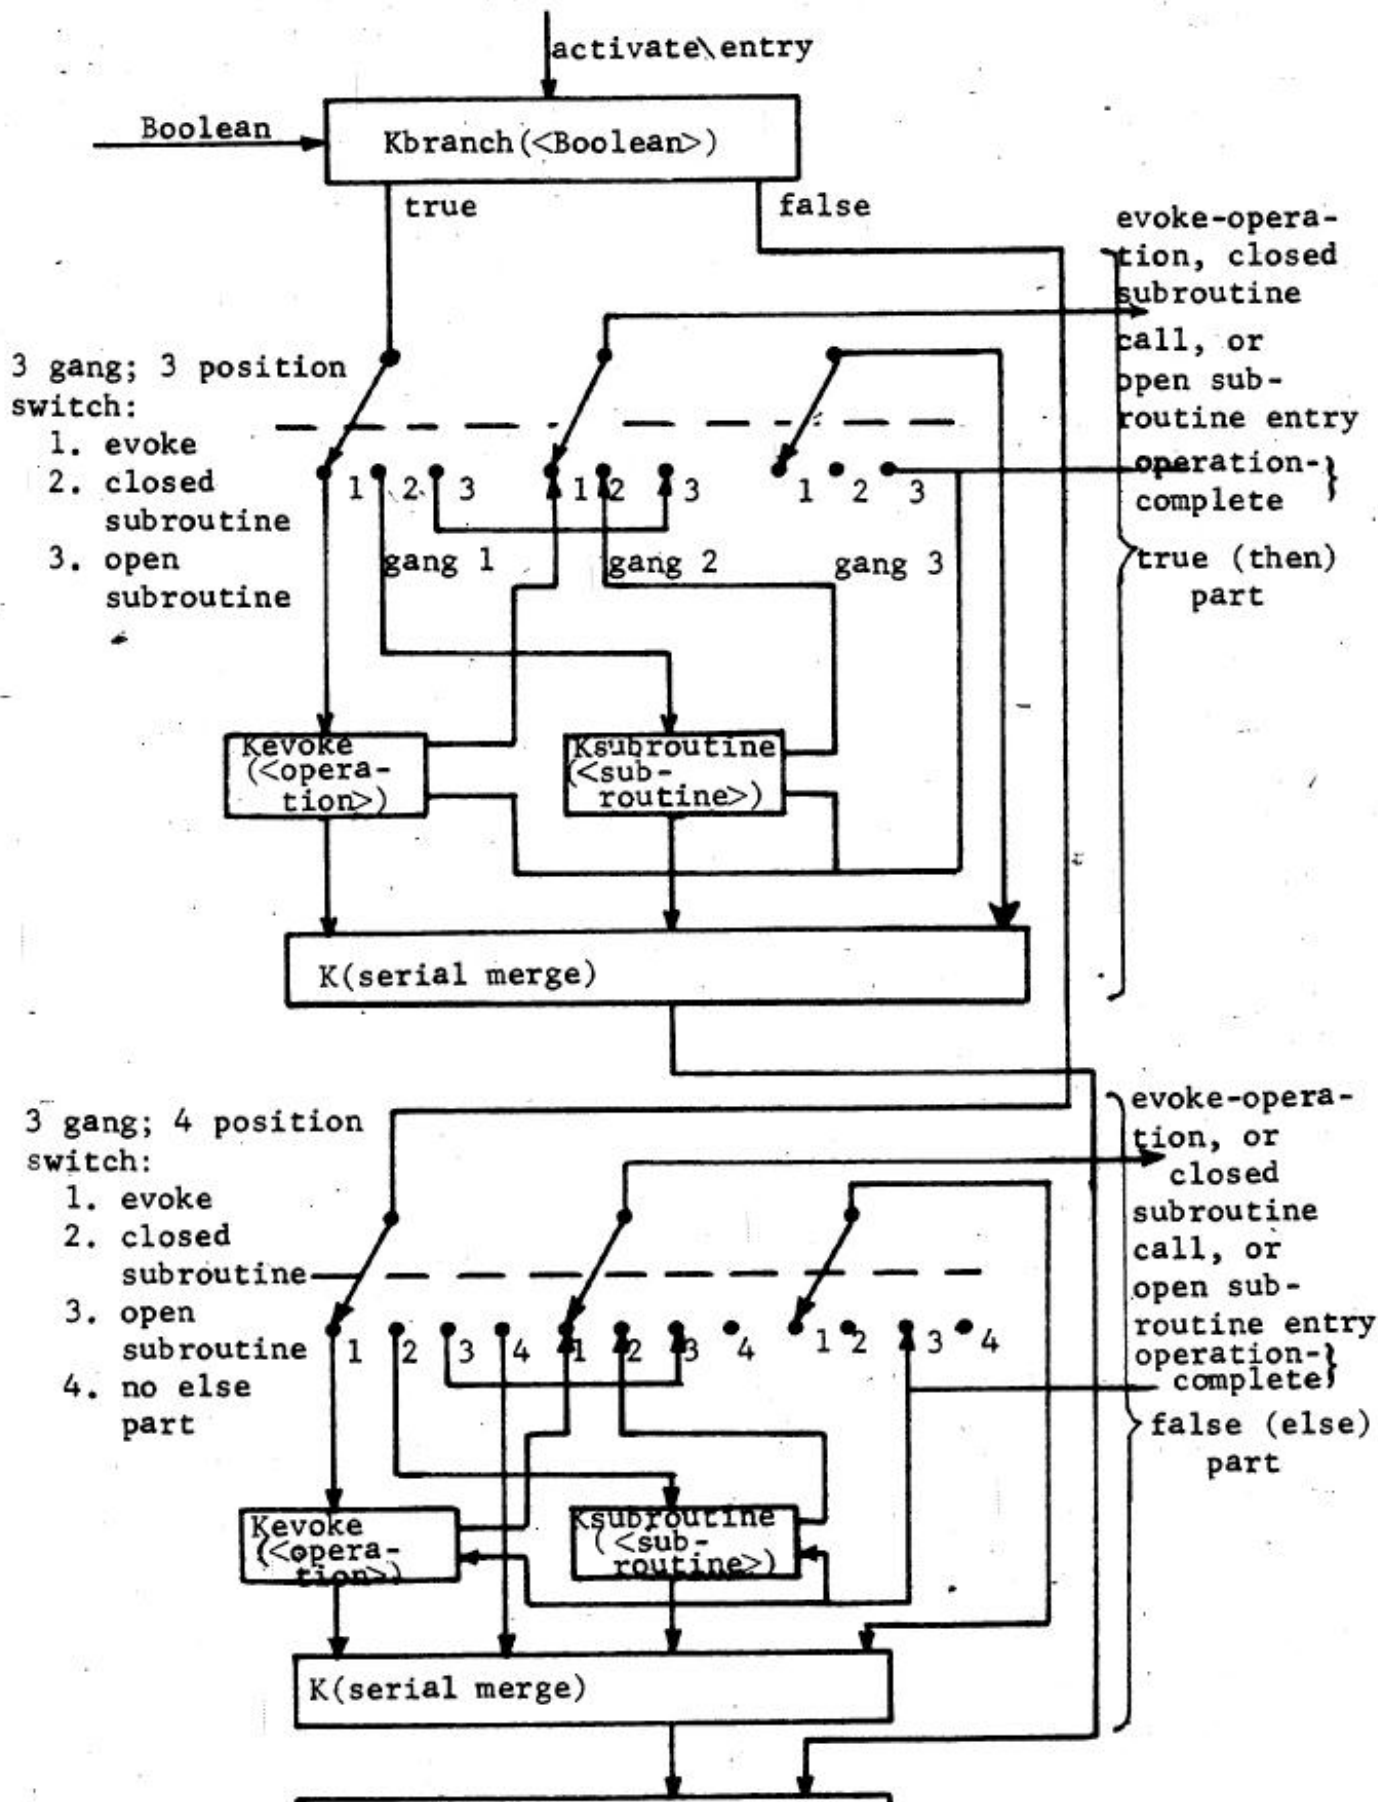 activate\entry
Boolean
Kbranch(<Boolean>)
true
false
evoke-opera-
tion, closed
subroutine
call, or
open sub-
routine entry
operation-}
complete
true (then)
part
3 gang; 3 position
switch:
1. evoke
2. closed
subroutine
3. open
subroutine
1 2 3
1 2 3
1 2 3
gang 1
gang 2
gang 3
Kevoke
(<opera-
tion>)
Ksubroutine
(<sub-
routine>)
K(serial merge)
3 gang; 4 position
switch:
1. evoke
2. closed
subroutine
3. open
subroutine
4. no else
part
evoke-opera-
tion, or
closed
subroutine
call, or
open sub-
routine entry
operation-}
complete
false (else)
part
1 2 3 4
1 2 3 4
1 2 3 4
Kevoke
(<opera-
tion>)
Ksubroutine
(<sub-
routine>)
K(serial merge)